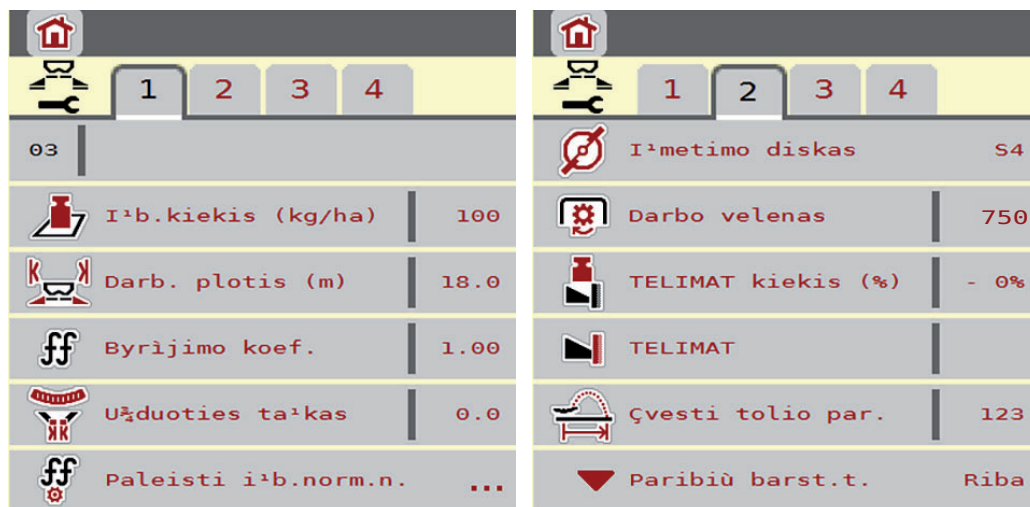 1 2 3 4
03
I¹b.kiekis (kg/ha) 100
Darb. plotis (m) 18.0
Byrìjimo koef. 1.00
U¾duoties ta¹kas 0.0
Paleisti i¹b.norm.n. ...
1 2 3 4
I¹metimo diskas S4
Darbo velenas 750
TELIMAT kiekis (%) - 0%
TELIMAT
Çvesti tolio par. 123
Paribiù barst.t. Riba